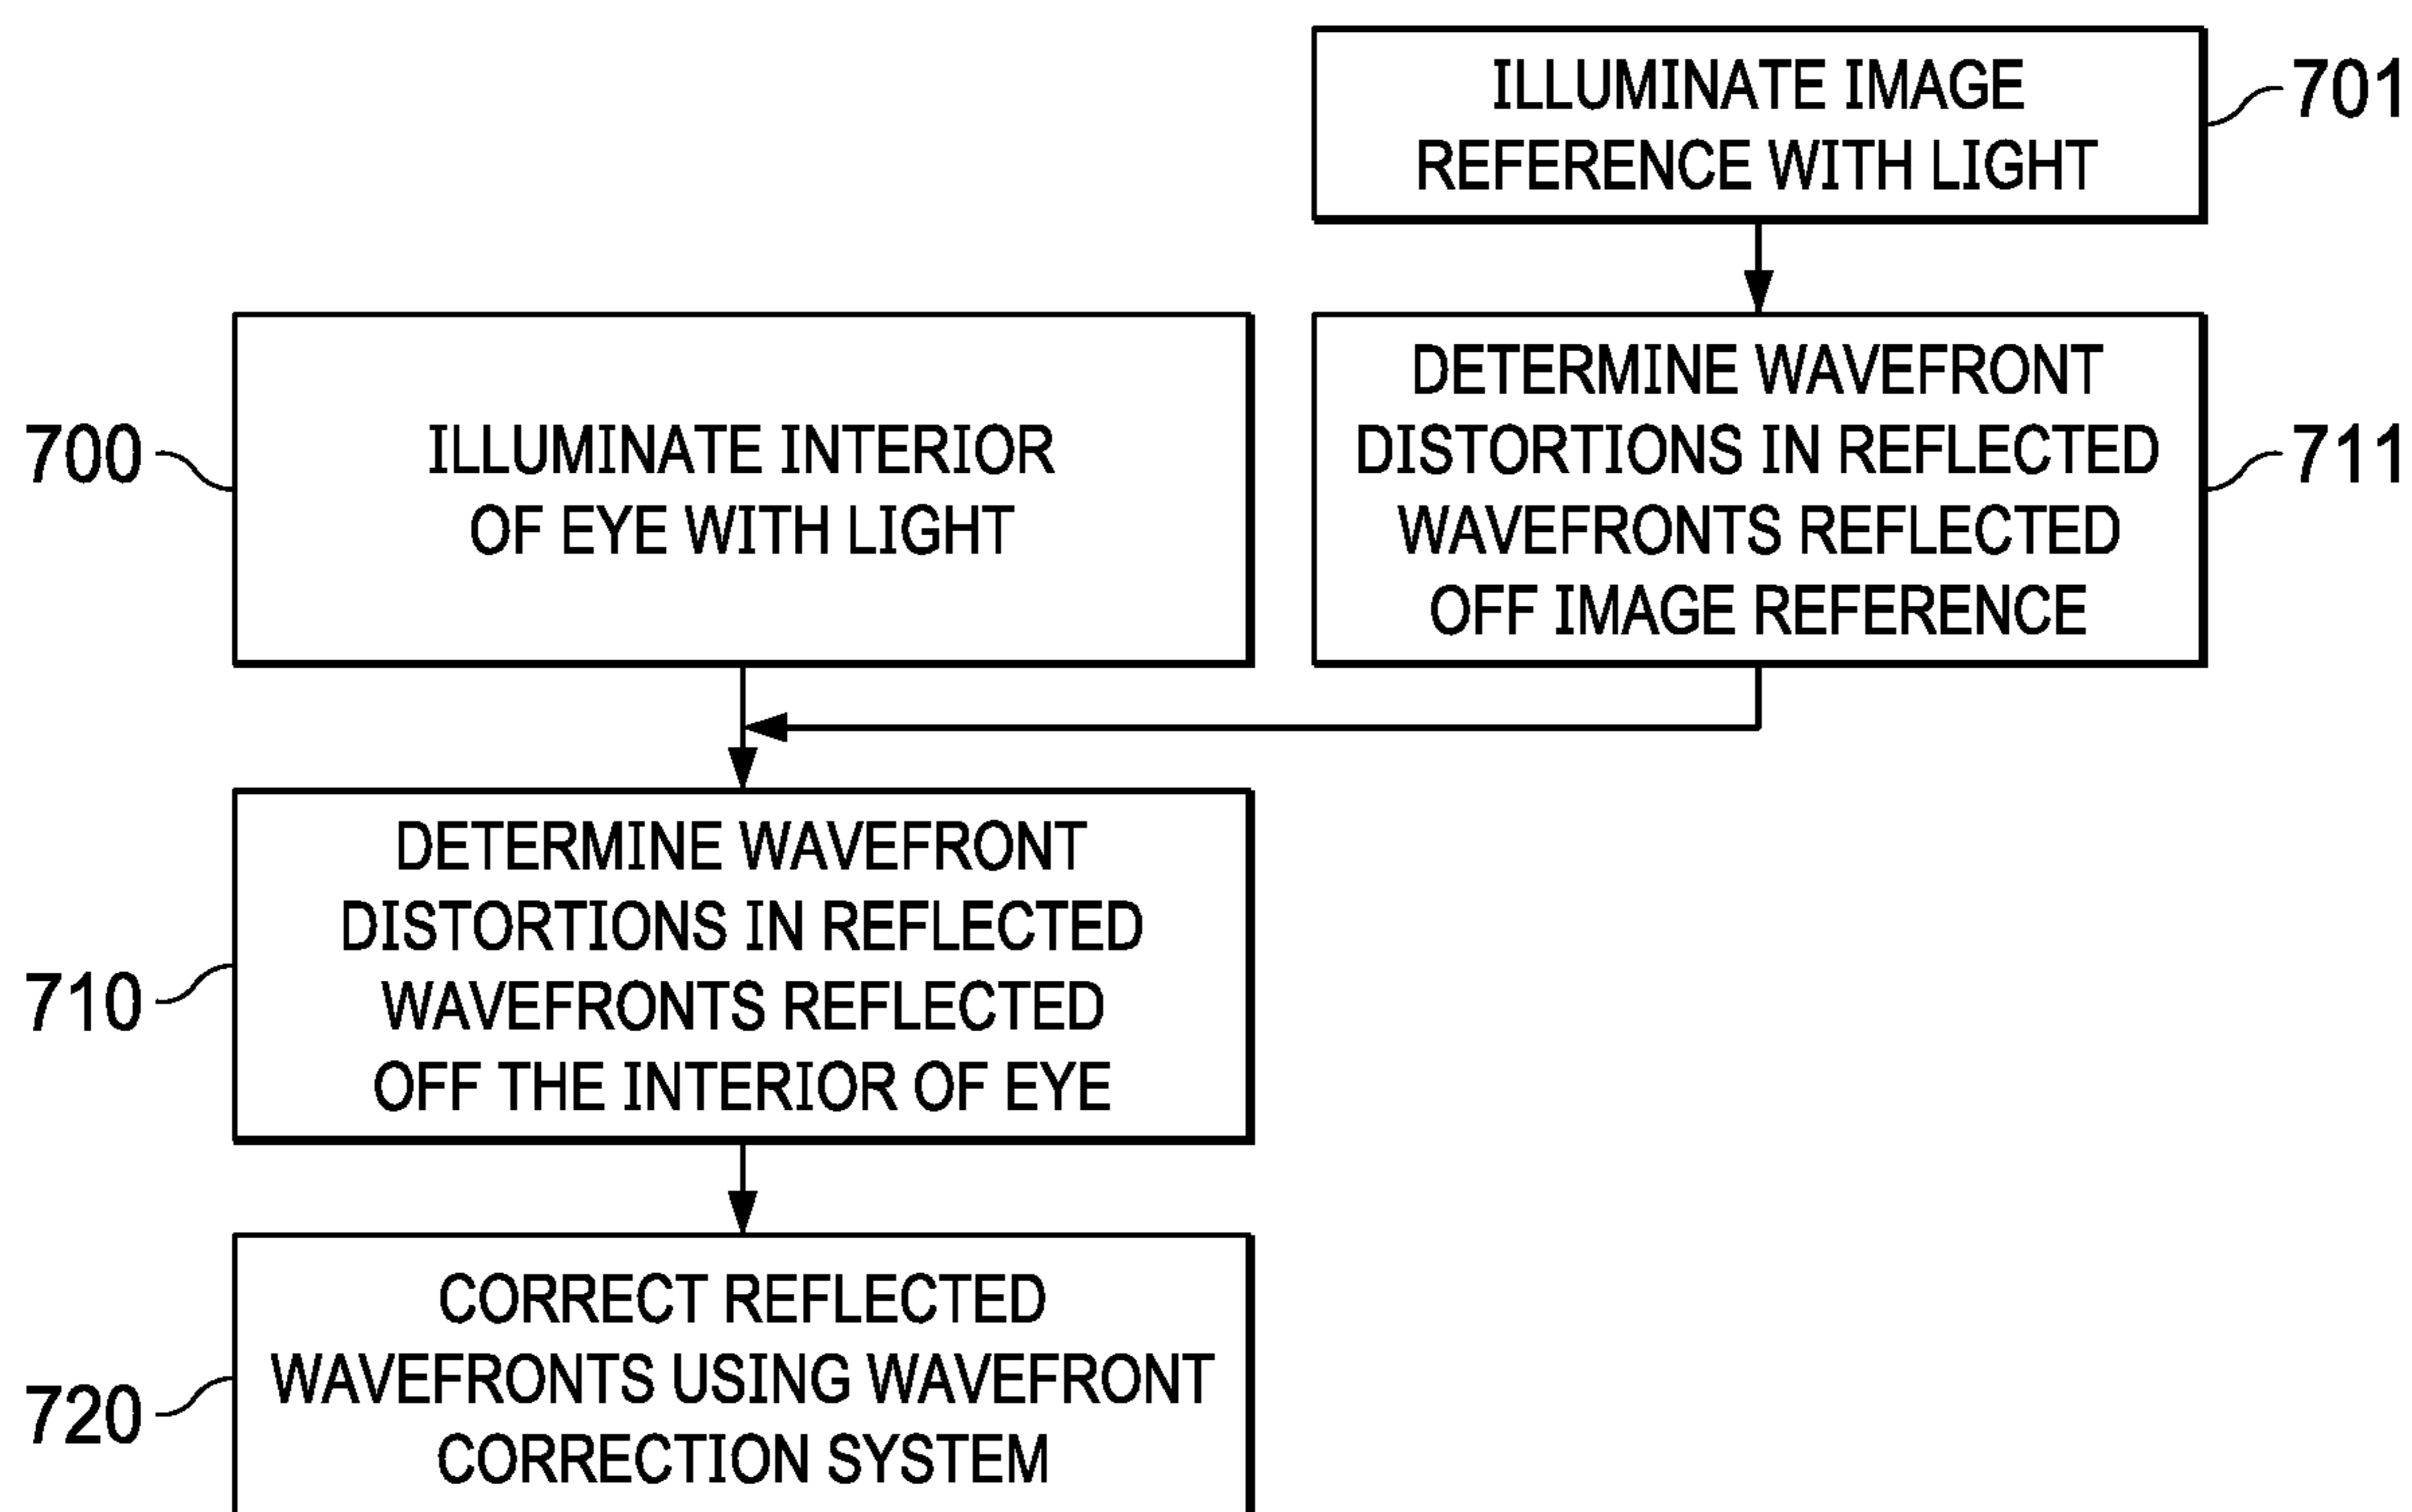 ILLUMINATE IMAGE
REFERENCE WITH LIGHT
701
700
ILLUMINATE INTERIOR
OF EYE WITH LIGHT
DETERMINE WAVEFRONT
DISTORTIONS IN REFLECTED
WAVEFRONTS REFLECTED
OFF IMAGE REFERENCE
711
710
DETERMINE WAVEFRONT
DISTORTIONS IN REFLECTED
WAVEFRONTS REFLECTED
OFF THE INTERIOR OF EYE
720
CORRECT REFLECTED
WAVEFRONTS USING WAVEFRONT
CORRECTION SYSTEM